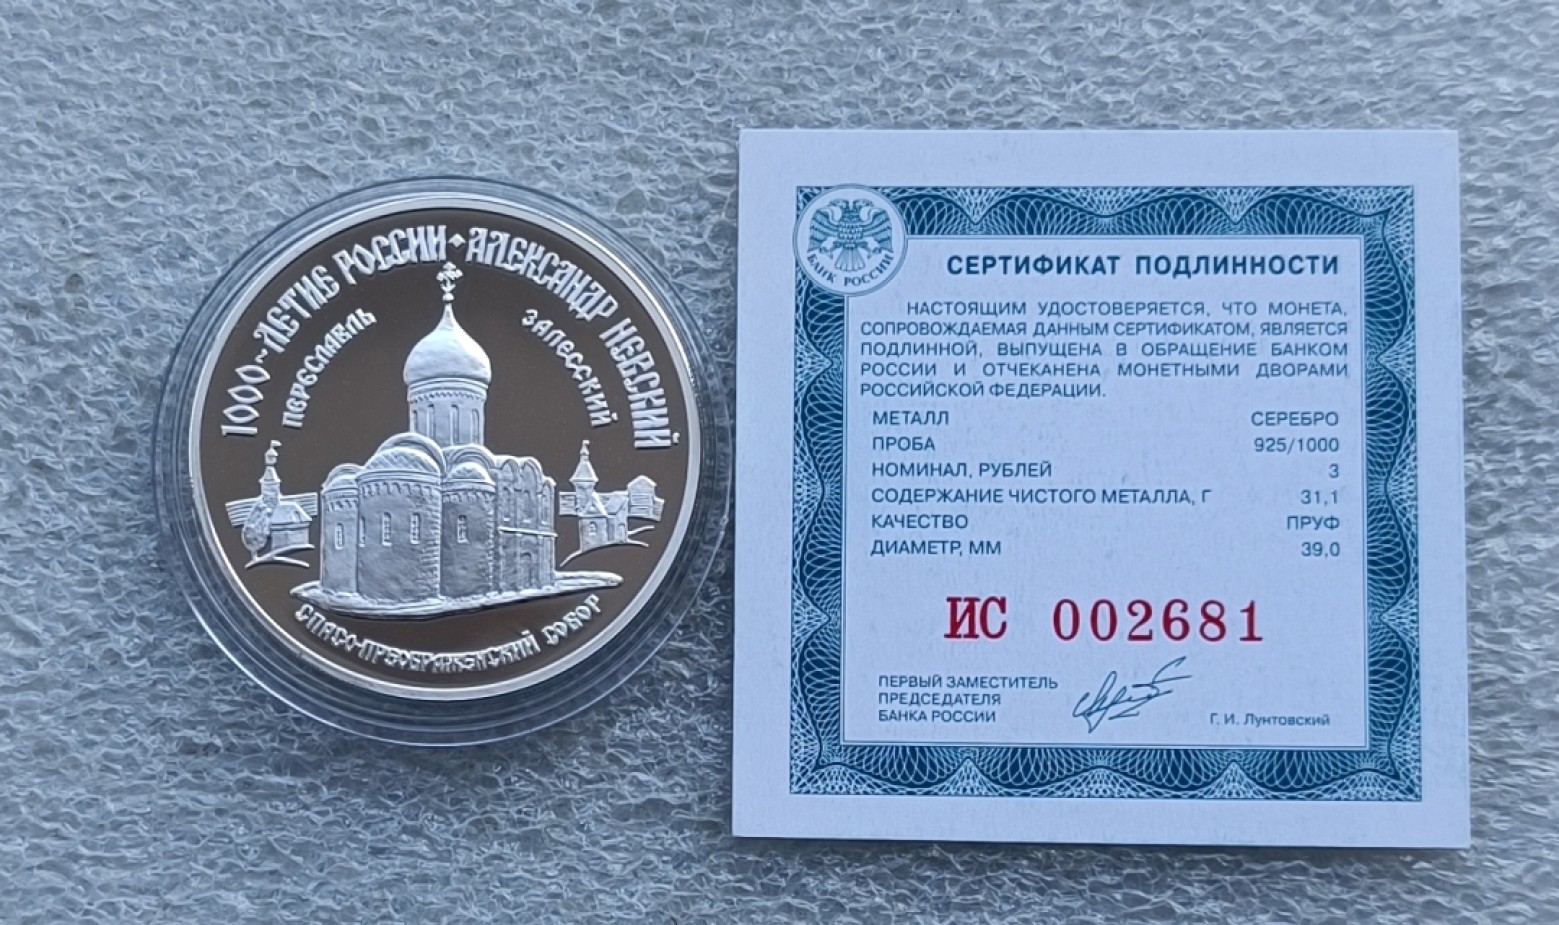 1000~ЛЕТИЕ РОССИИ·АЛЕКСАНДР НЕВСКИЙ
ПЕРЕСЛАВЛЬ
ЗАЛЕССКИЙ
СПАСО-ПРЕОБРАЖЕНСКИЙ СОБОР
БАНК РОССИИ
СЕРТИФИКАТ ПОДЛИННОСТИ
НАСТОЯЩИМ УДОСТОВЕРЯЕТСЯ, ЧТО МОНЕТА,
СОПРОВОЖДАЕМАЯ ДАННЫМ СЕРТИФИКАТОМ, ЯВЛЯЕТСЯ
ПОДЛИННОЙ, ВЫПУЩЕНА В ОБРАЩЕНИЕ БАНКОМ
РОССИИ И ОТЧЕКАНЕНА МОНЕТНЫМИ ДВОРАМИ
РОССИЙСКОЙ ФЕДЕРАЦИИ.
МЕТАЛЛ СЕРЕБРО
ПРОБА 925/1000
НОМИНАЛ, РУБЛЕЙ 3
СОДЕРЖАНИЕ ЧИСТОГО МЕТАЛЛА, Г 31,1
КАЧЕСТВО ПРУФ
ДИАМЕТР, ММ 39,0
ИС 002681
ПЕРВЫЙ ЗАМЕСТИТЕЛЬ
ПРЕДСЕДАТЕЛЯ
БАНКА РОССИИ
Г. И. Лунтовский